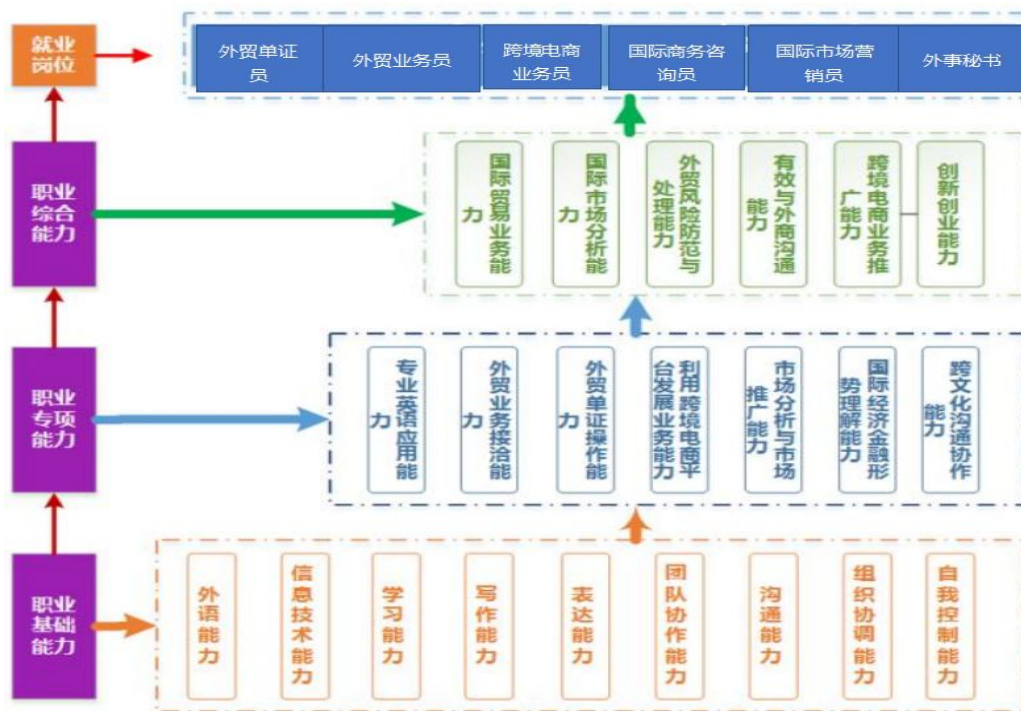 就业
岗位
外贸单证
员
外贸业务员
跨境电商
业务员
国际商务咨
询员
国际市场营
销员
外事秘书
职业
综合
能力
国际贸易业务能
力
国际市场分析能
力
外贸风险防范与
处理能力
有效与外商沟通
能力
跨境电商业务推
广能力
创新创业能力
职业
专项
能力
专业英语应用能
力
外贸业务接洽能
力
外贸单证操作能
力
利用跨境电商平
台发展业务能力
市场分析与市场
推广能力
国际经济金融形
势理解能力
跨文化沟通协作
能力
职业
基础
能力
外语能力
信息技术能力
学习能力
写作能力
表达能力
团队协作能力
沟通能力
组织协调能力
自我控制能力